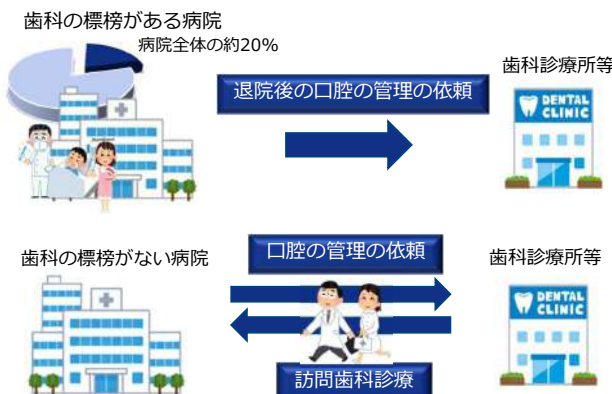 歯科の標榜がある病院
病院全体の約20%
歯科診療所等
退院後の口腔の管理の依頼
DENTAL
CLINIC
歯科の標榜がない病院
口腔の管理の依頼
歯科診療所等
DENTAL
CLINIC
訪問歯科診療